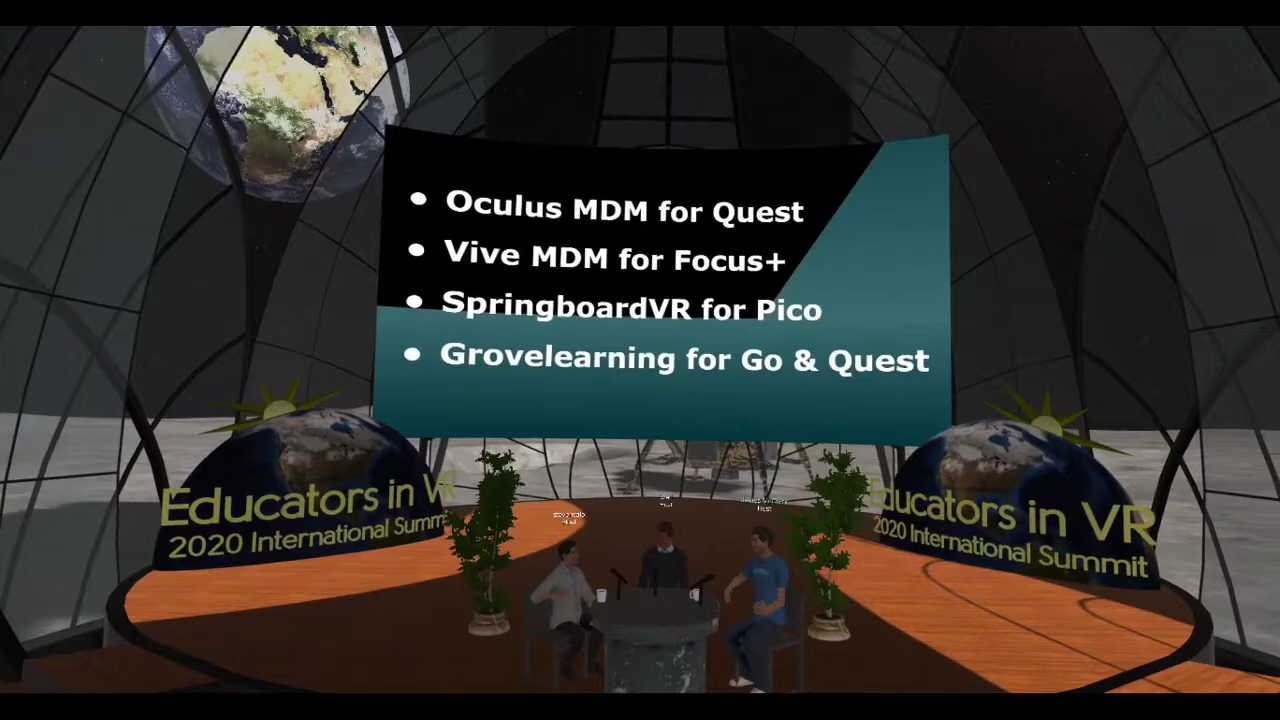 • Oculus MDM for Quest
• Vive MDM for Focus+
• SpringboardVR for Pico
• Grovelearning for Go & Quest
Educators in VR
2020 International Summit
Educators in VR
2020 International Summit
Host